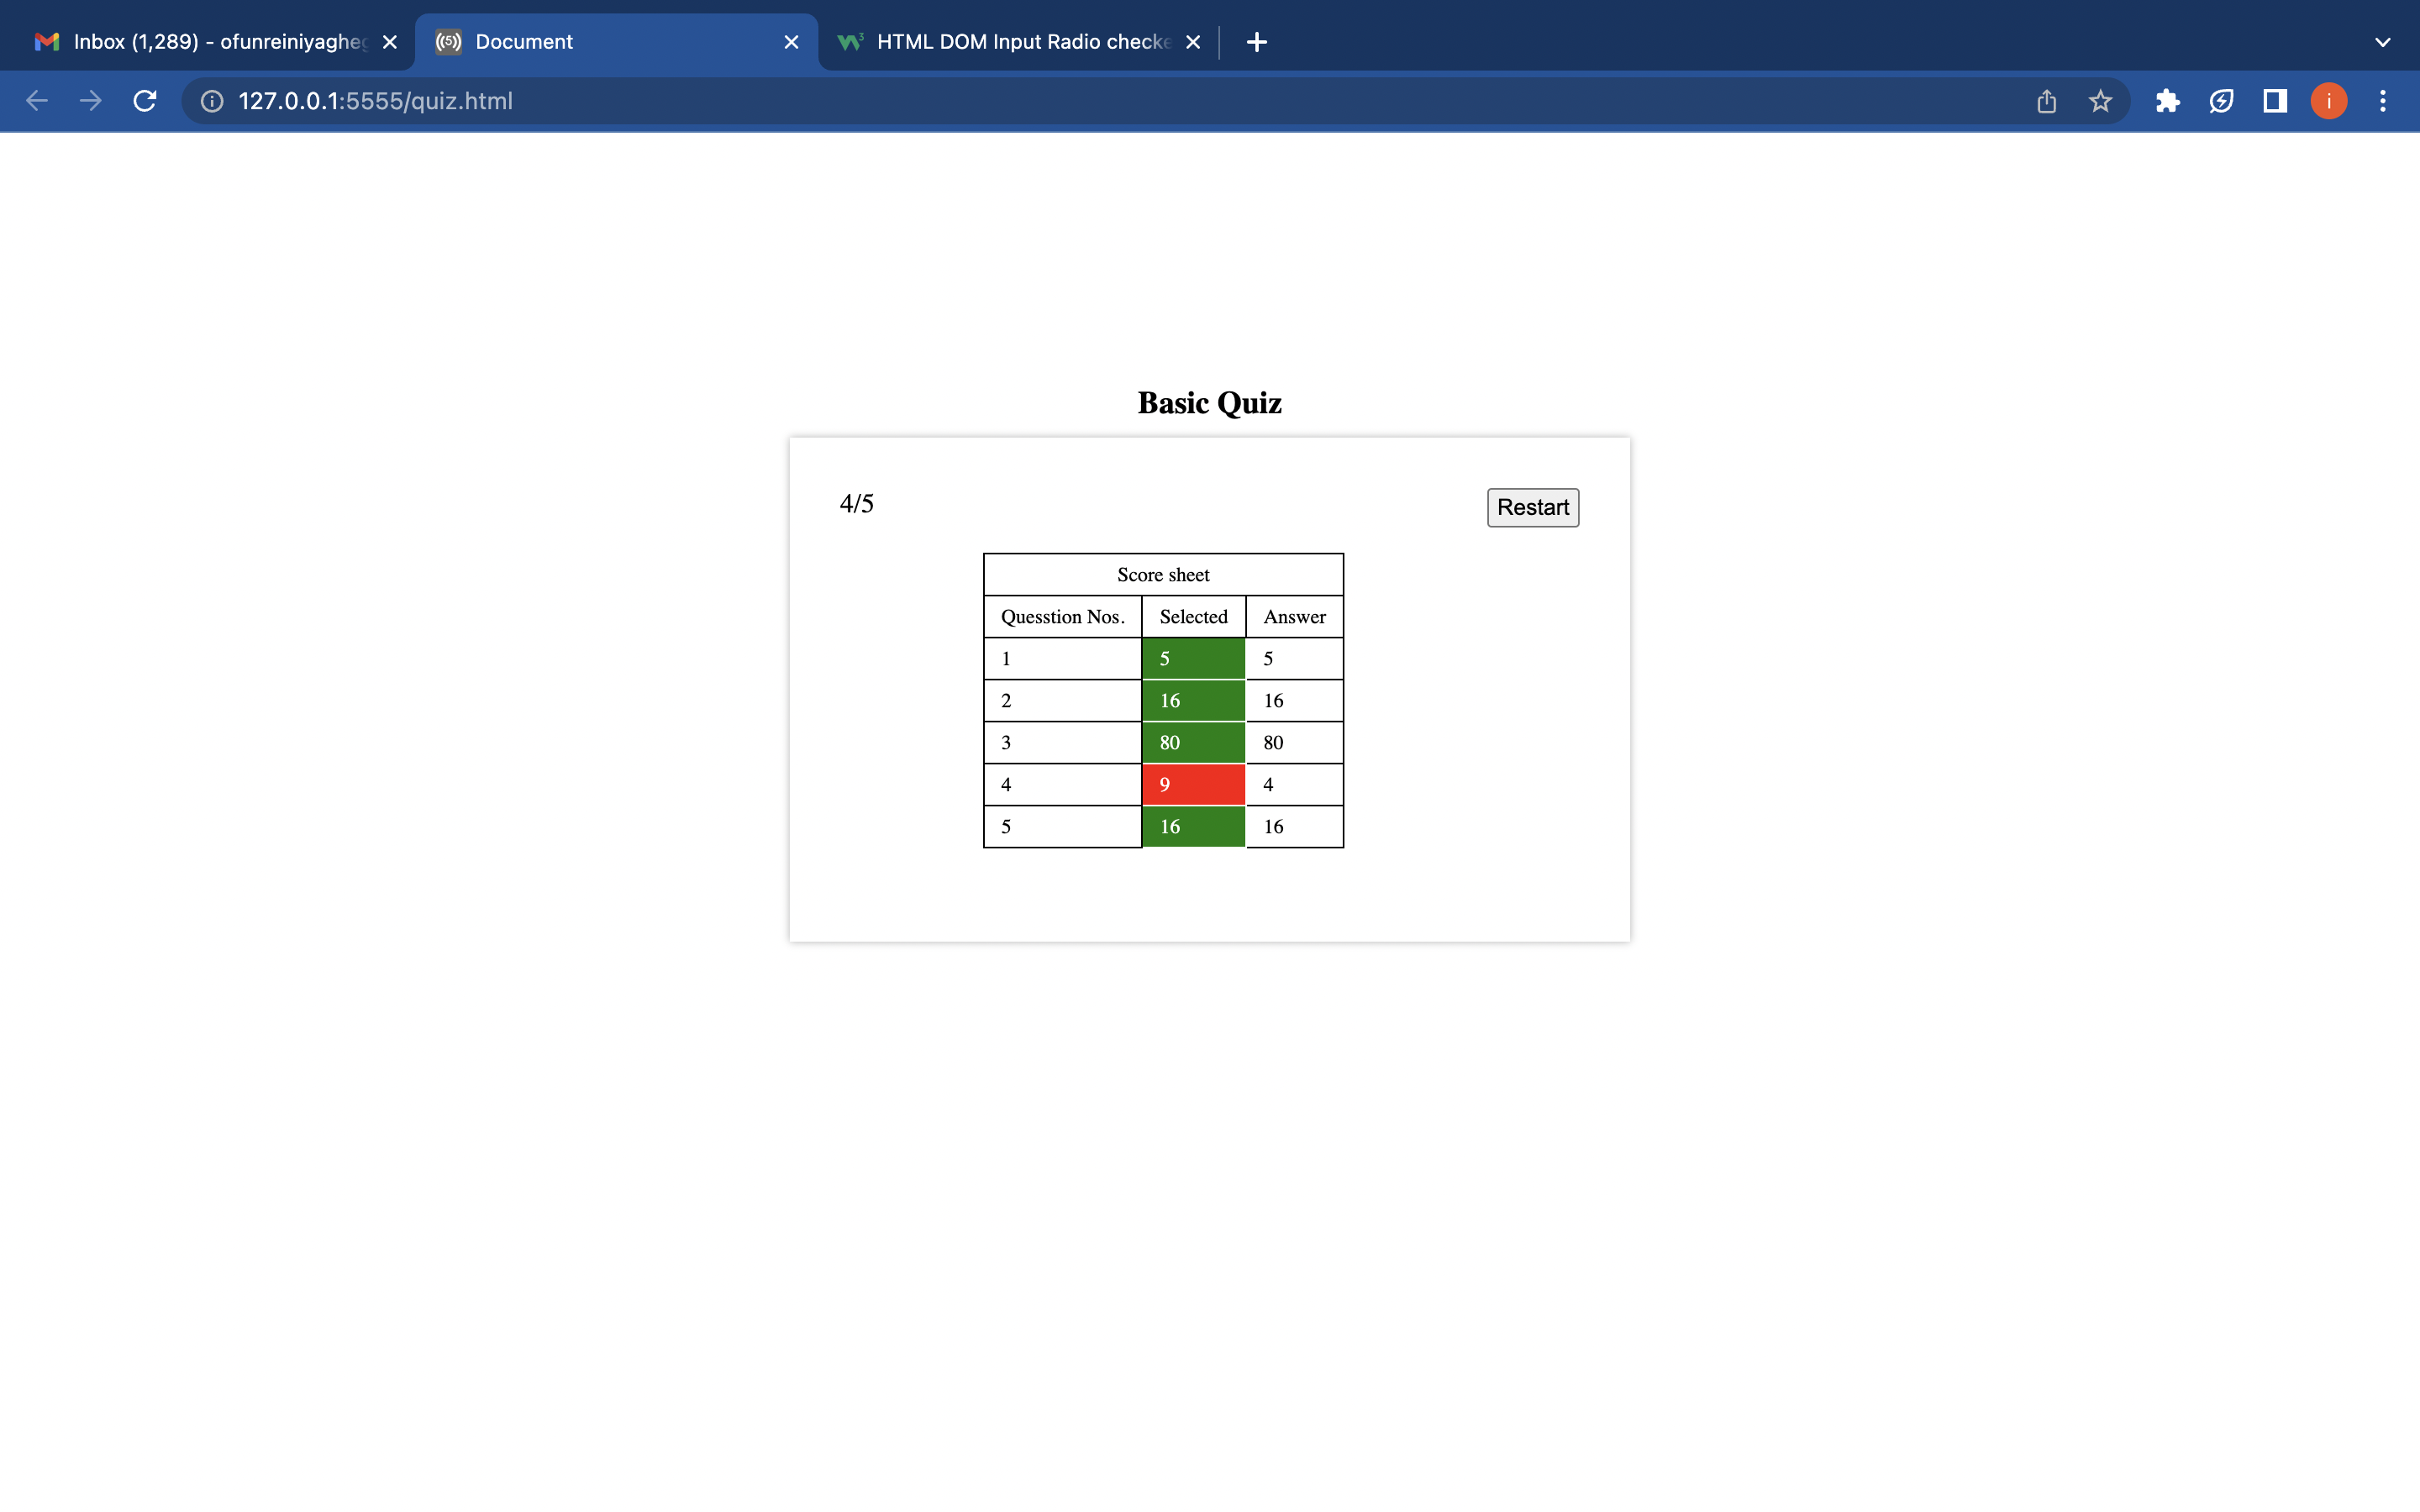 Inbox (1,289) - ofunreiniyaghe
Document
HTML DOM Input Radio checke
127.0.0.1:5555/quiz.html
i
Basic Quiz
4/5
Restart
Score sheet
Quesstion Nos. Selected Answer
1 5 5
2 16 16
3 80 80
4 9 4
5 16 16